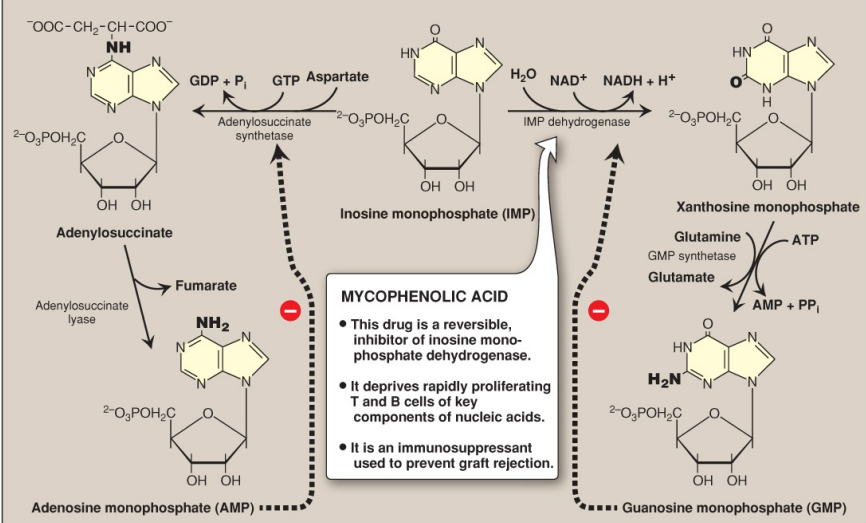 ⁻OOC-CH₂-CH-COO⁻
NH
N
N
N
N
²⁻O₃POH₂C
O
OH OH
Adenylosuccinate
GDP + Pᵢ
GTP
Aspartate
Adenylosuccinate
synthetase
O
HN
N
N
N
²⁻O₃POH₂C
O
OH OH
Inosine monophosphate (IMP)
H₂O
NAD⁺
NADH + H⁺
IMP dehydrogenase
O
HN
N
O
N
H
N
²⁻O₃POH₂C
O
OH OH
Xanthosine monophosphate
Adenylosuccinate
lyase
Fumarate
Glutamine
ATP
GMP synthetase
Glutamate
AMP + PPᵢ
MYCOPHENOLIC ACID
• This drug is a reversible,
inhibitor of inosine mono-
phosphate dehydrogenase.
• It deprives rapidly proliferating
T and B cells of key
components of nucleic acids.
• It is an immunosuppressant
used to prevent graft rejection.
NH₂
N
N
N
N
²⁻O₃POH₂C
O
OH OH
Adenosine monophosphate (AMP)
O
HN
N
H₂N
N
N
²⁻O₃POH₂C
O
OH OH
Guanosine monophosphate (GMP)